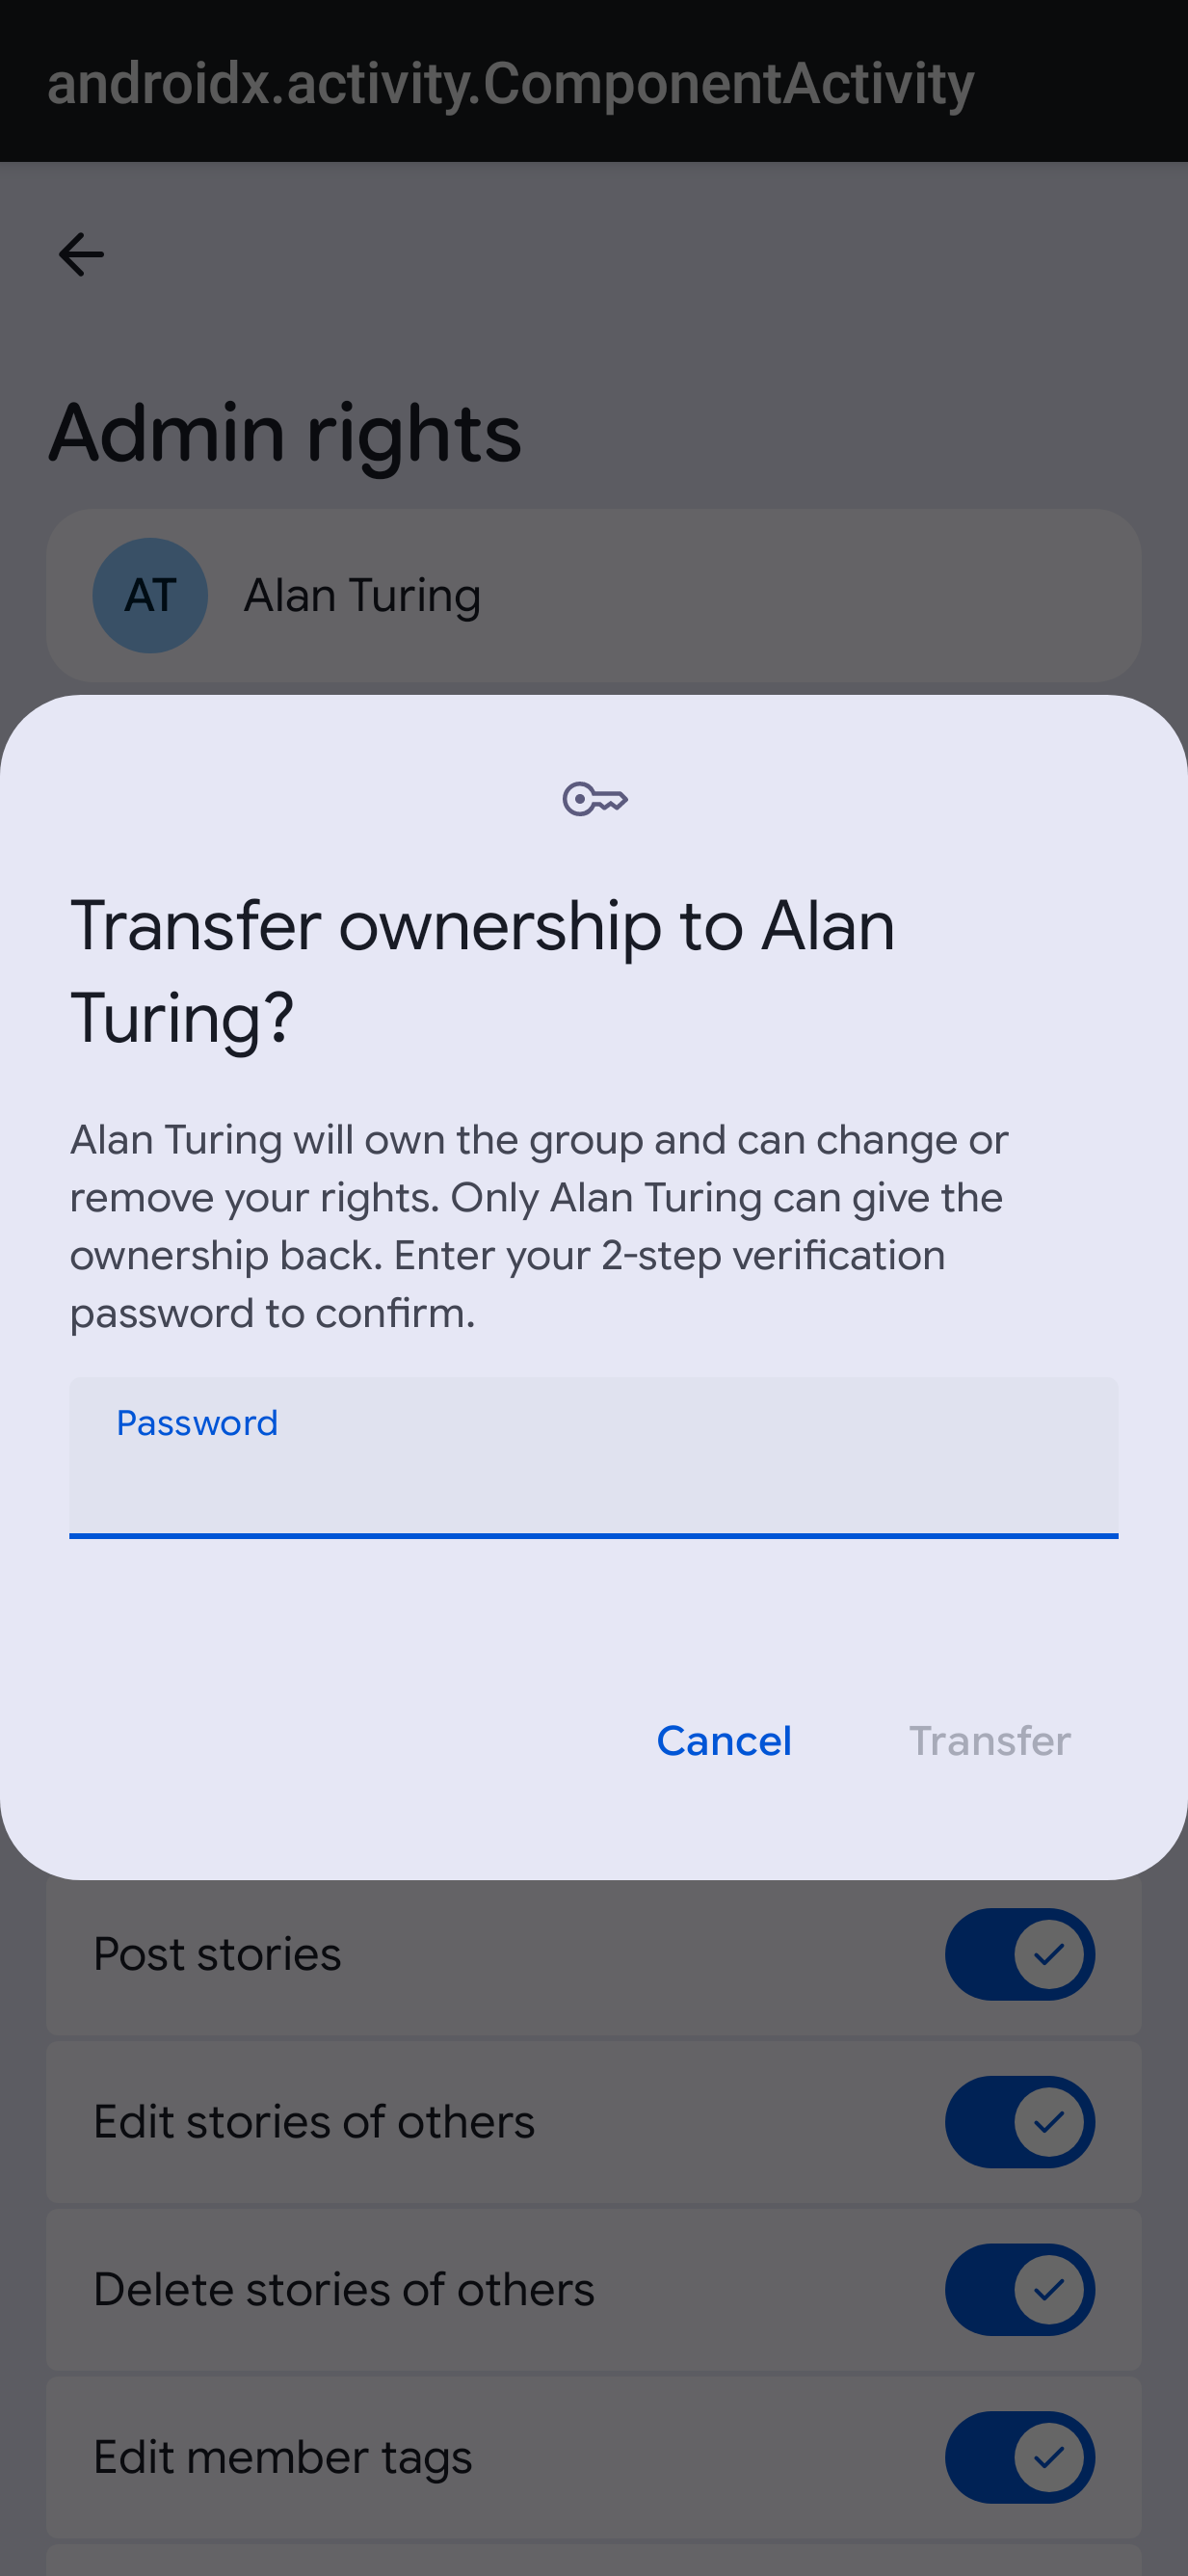 androidx.activity.ComponentActivity
Admin rights
AT
Alan Turing
Transfer ownership to Alan
Turing?
Alan Turing will own the group and can change or
remove your rights. Only Alan Turing can give the
ownership back. Enter your 2-step verification
password to confirm.
Password
Cancel
Transfer
Post stories
Edit stories of others
Delete stories of others
Edit member tags